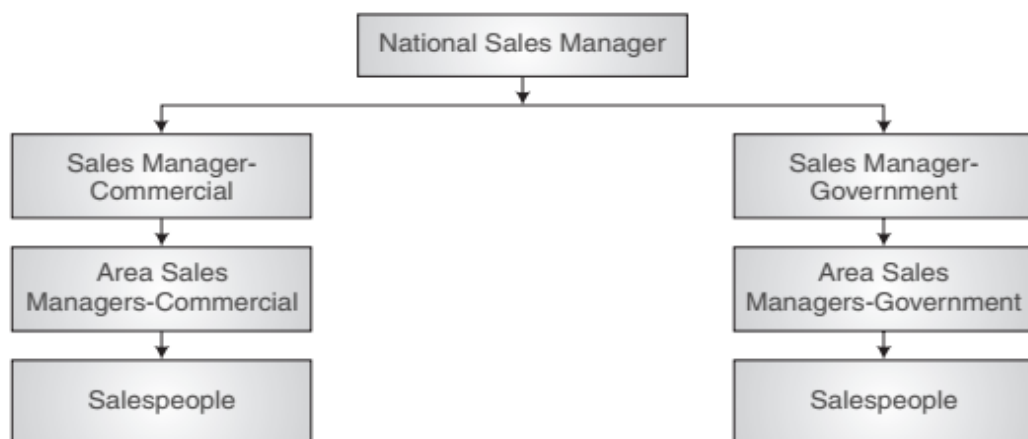 National Sales Manager
Sales Manager-
Commercial
Sales Manager-
Government
Area Sales
Managers-Commercial
Area Sales
Managers-Government
Salespeople
Salespeople